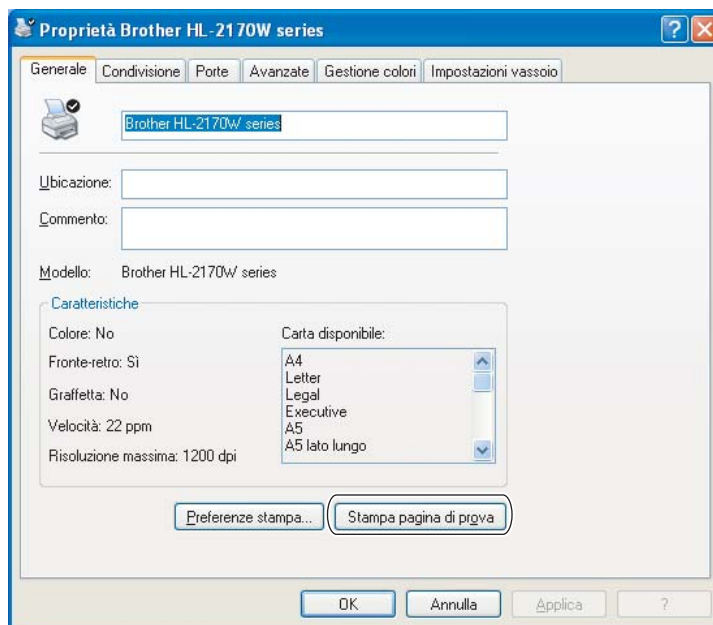 Proprietà Brother HL-2170W series
Generale Condivisione Porte Avanzate Gestione colori Impostazioni vassoio
Brother HL-2170W series
Ubicazione:
Commento:
Modello: Brother HL-2170W series
Caratteristiche
Colore: No
Fronte-retro: Sì
Graffetta: No
Velocità: 22 ppm
Risoluzione massima: 1200 dpi
Carta disponibile:
A4
Letter
Legal
Executive
A5
A5 lato lungo
Preferenze stampa... Stampa pagina di prova
OK Annulla Applica ?